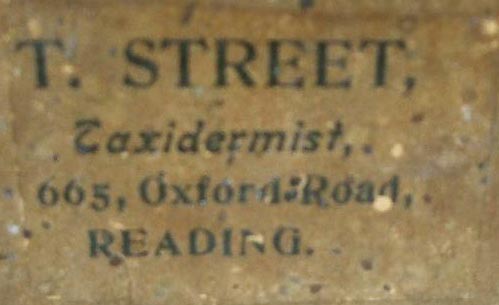 T. STREET,
Taxidermist,
665, Oxford Road,
READING.